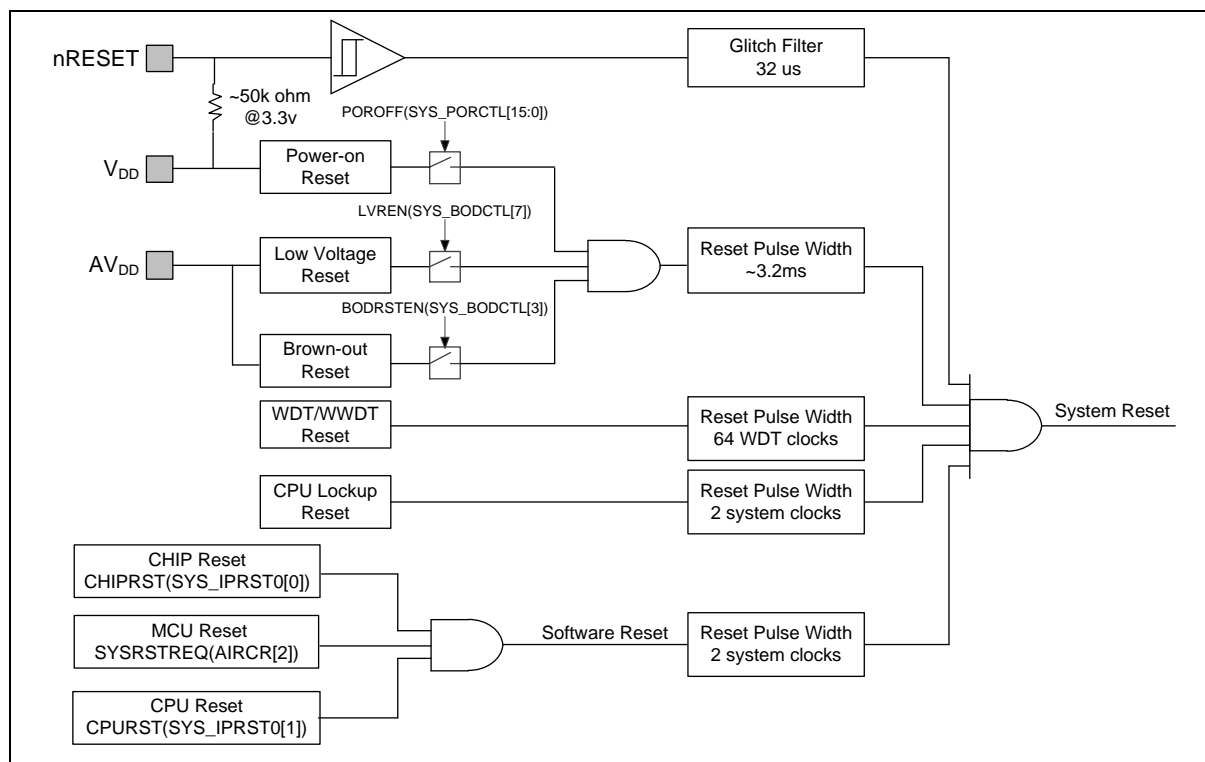 nRESET
~50k ohm
@3.3v
Glitch Filter
32 us
POROFF(SYS_PORCTL[15:0])
VDD
Power-on
Reset
LVREN(SYS_BODCTL[7])
AVDD
Low Voltage
Reset
Reset Pulse Width
~3.2ms
BODRSTEN(SYS_BODCTL[3])
Brown-out
Reset
WDT/WWDT
Reset
Reset Pulse Width
64 WDT clocks
System Reset
CPU Lockup
Reset
Reset Pulse Width
2 system clocks
CHIP Reset
CHIPRST(SYS_IPRST0[0])
MCU Reset
SYSRSTREQ(AIRCR[2])
Software Reset
Reset Pulse Width
2 system clocks
CPU Reset
CPURST(SYS_IPRST0[1])